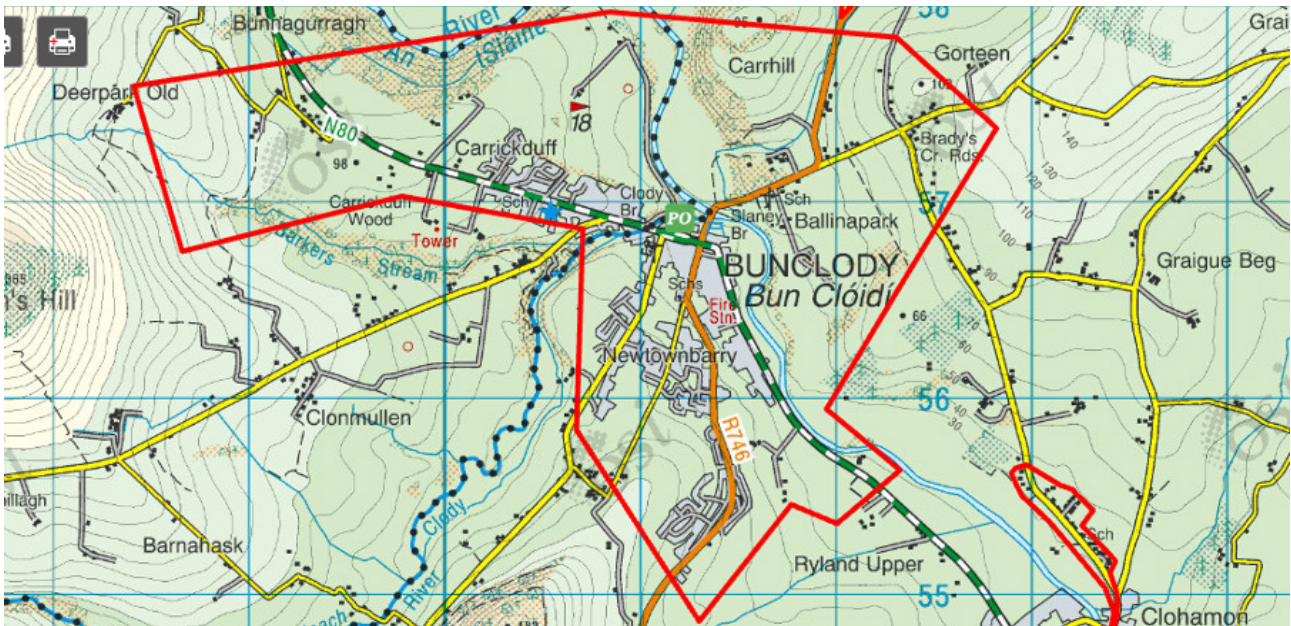 Bunnagurragh
River
An tSláine
58
Gorteen
Carrhill
Deerpark Old
N80
18
98
Carrickduff
Brady's
Cr. Rds.
140
130
120
110
100
90
Carrickduff
Wood
Sch
Clody
Br
PO
Slaney
Br
Sch
57
Ballinapark
Tower
Barkers
Stream
BUNCLODY
Bun Clóidí
Graigue Beg
Schs
Fire
Stn
66
70
60
50
40
30
's Hill
Newtownbarry
56
Clonmullen
R746
Clody
River
Barnahask
Sch
Ryland Upper
55
Clohamon